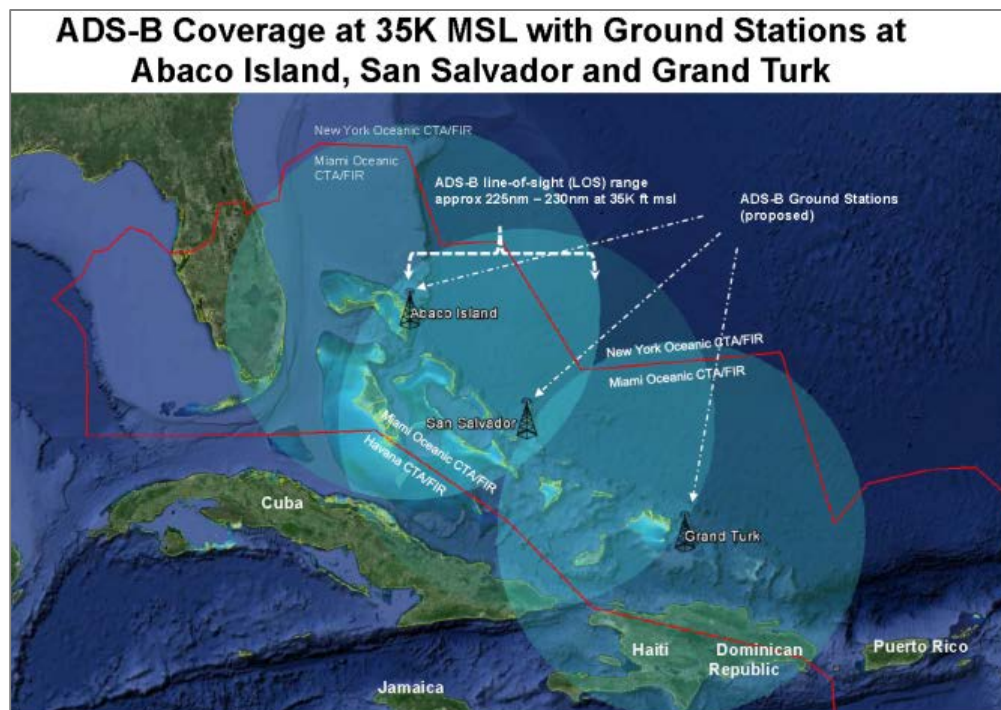 ADS-B Coverage at 35K MSL with Ground Stations at
Abaco Island, San Salvador and Grand Turk
New York Oceanic CTA/FIR
Miami Oceanic
CTA/FIR
ADS-B line-of-sight (LOS) range
approx 225nm – 230nm at 35K ft msl
ADS-B Ground Stations
(proposed)
Abaco Island
New York Oceanic CTA/FIR
Miami Oceanic CTA/FIR
San Salvador
Miami Oceanic CTA/FIR
Havana CTA/FIR
Cuba
Grand Turk
Haiti
Dominican
Republic
Puerto Rico
Jamaica